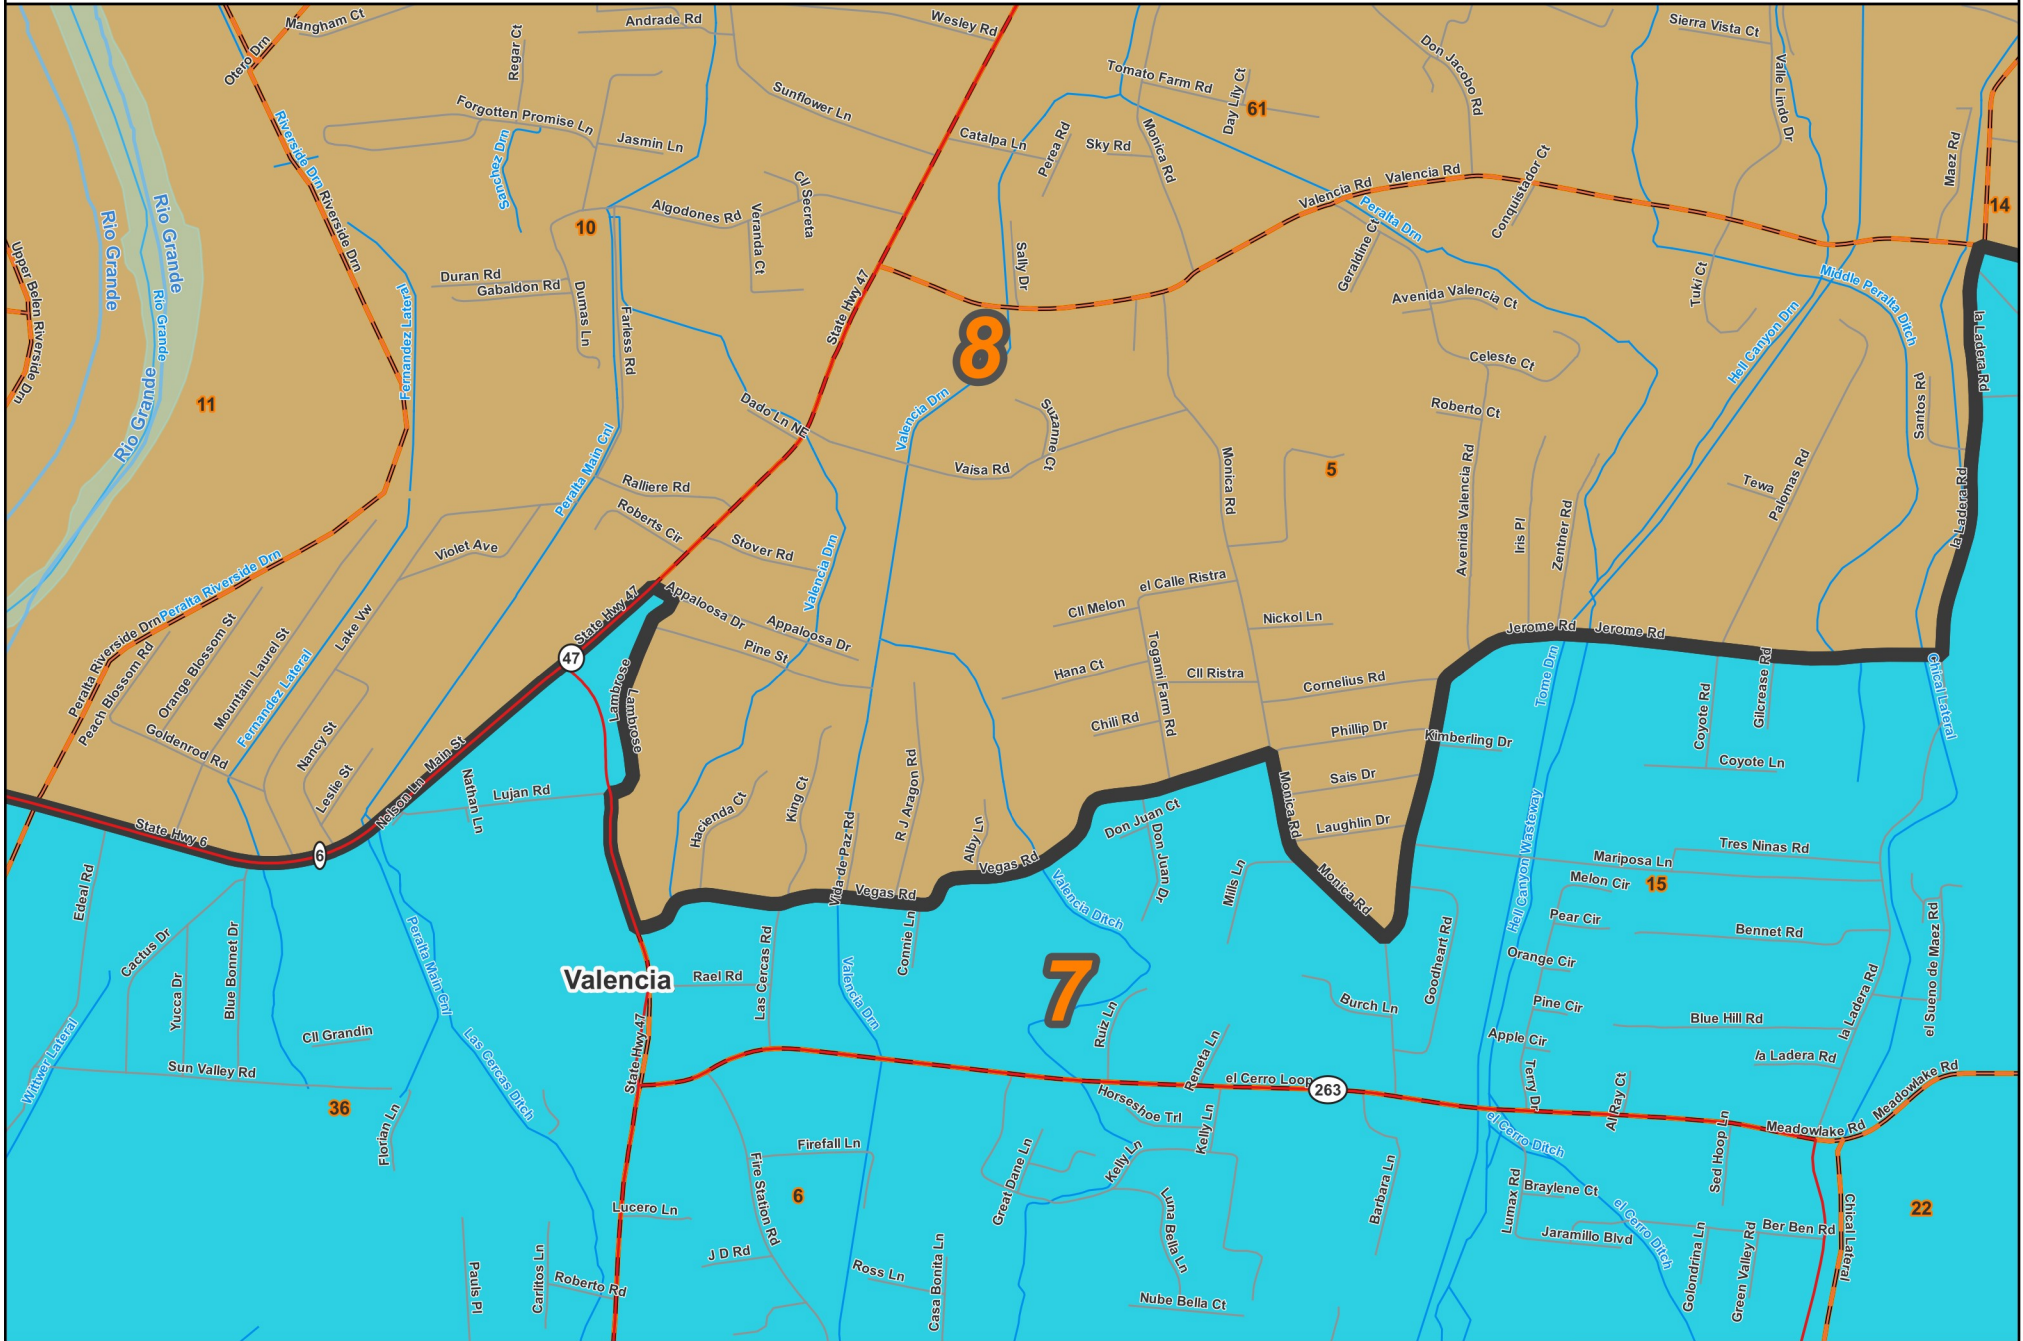 Mangham Ct
Andrade Rd
Wesley Rd
Sierra Vista Ct
Otero Drn
Regar Ct
Don Jacobo Rd
Valle Lindo Dr
Tomato Farm Rd
Day Lily Ct
61
Sunflower Ln
Forgotten Promise Ln
Jasmin Ln
Catalpa Ln
Perea Rd
Sky Rd
Monica Rd
Riverside Drn
Riverside Drn
Sanchez Drn
Conquistador Ct
Maez Rd
14
Valencia Rd
Valencia Rd
Peralta Drn
Rio Grande
Rio Grande
Rio Grande
Rio Grande
Upper Belen Riverside Drn
10
Algodones Rd
Cll Secreta
Veranda Ct
Sally Dr
Geraldine Ct
Tuki Ct
Middle Peralta Ditch
Duran Rd
Gabaldon Rd
Dumas Ln
Farless Rd
Fernandez Lateral
State Hwy 47
8
Avenida Valencia Ct
Hell Canyon Drn
la Ladera Rd
Celeste Ct
11
Dado Ln NE
Valencia Drn
Suzanne Ct
Roberto Ct
Santos Rd
Peralta Main Cnl
Vaisa Rd
5
Monica Rd
Avenida Valencia Rd
Tewa
Palomas Rd
Ralliere Rd
Roberts Cir
Stover Rd
Violet Ave
Valencia Drn
Iris Pl
Zentner Rd
la Ladera Rd
Peralta Riverside Drn
Peralta Riverside Drn
State Hwy 47
Appaloosa Dr
Appaloosa Dr
Pine St
el Calle Ristra
Cll Melon
Nickol Ln
Jerome Rd
Jerome Rd
Lake Vw
Orange Blossom St
Mountain Laurel St
Peach Blossom Rd
Fernandez Lateral
Goldenrod Rd
47
Lambrose
Lambrose
Hana Ct
Togami Farm Rd
Cll Ristra
Cornelius Rd
Chili Rd
Phillip Dr
Kimberling Dr
Tome Drn
Coyote Rd
Gilcrease Rd
Chical Lateral
Coyote Ln
Nancy St
Leslie St
Main St
Nelson Ln
Nathan Ln
Lujan Rd
Hacienda Ct
King Ct
R J Aragon Rd
Vida de Paz Rd
Alby Ln
Sais Dr
Monica Rd
Laughlin Dr
Don Juan Ct
Don Juan Dr
State Hwy 6
6
Vegas Rd
Vegas Rd
Mills Ln
Monica Rd
Hell Canyon Wasteway
Mariposa Ln
Tres Ninas Rd
Melon Cir
15
Edeal Rd
Cactus Dr
Yucca Dr
Blue Bonnet Dr
Peralta Main Cnl
Valencia
Rael Rd
Las Cercas Rd
Connie Ln
Valencia Ditch
Valencia Drn
7
Goodheart Rd
Pear Cir
Bennet Rd
Orange Cir
el Sueno de Maez Rd
la Ladera Rd
Burch Ln
Pine Cir
Blue Hill Rd
Apple Cir
la Ladera Rd
Wittwer Lateral
Cll Grandin
Sun Valley Rd
Las Cercas Ditch
State Hwy 47
Ruiz Ln
Reneta Ln
el Cerro Loop
263
Terry Dr
Al Ray Ct
Meadowlake Rd
Meadowlake Rd
36
Florian Ln
Horseshoe Trl
Kelly Ln
Kelly Ln
el Cerro Ditch
Sed Hop Ln
Firefall Ln
Fire Station Rd
6
Great Dane Ln
Luna Bella Ln
Barbara Ln
Lumax Rd
Braylene Ct
el Cerro Ditch
22
Lucero Ln
J D Rd
Jaramillo Blvd
Golondrina Ln
Green Valley Rd
Ber Ben Rd
Chical Lateral
Pauls Pl
Carlitos Ln
Roberto Rd
Ross Ln
Casa Bonita Ln
Nube Bella Ct